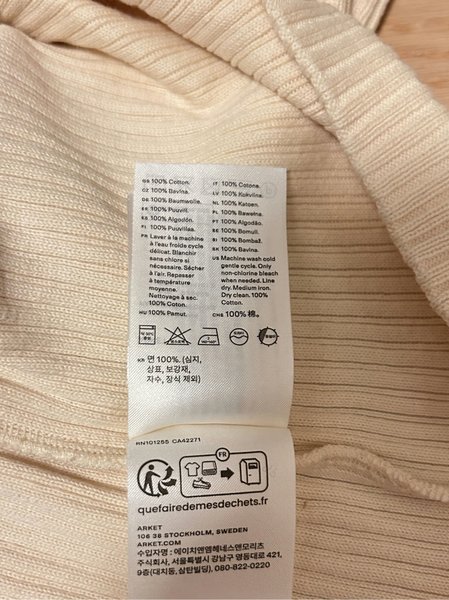 GB 100% Cotton.
CZ 100% Bavlna.
DE 100% Baumwolle.
EE 100% Puuvill.
ES 100% Algodón.
FI 100% Puuvillaa.
FR Laver à la machine
à l'eau froide cycle
délicat. Blanchir
sans chlore si
nécessaire. Sécher
à l'air. Repasser
à température
moyenne.
Nettoyage à sec.
100% Coton.
HU 100% Pamut.
IT 100% Cotone.
LV 100% Kokvilna.
NL 100% Katoen.
PL 100% Bawełna.
PT 100% Algodão.
SE 100% Bomull.
SI 100% Bombaž.
SK 100% Bavlna.
US Machine wash cold
gentle cycle. Only
non-chlorine bleach
when needed. Line
dry. Medium iron.
Dry clean. 100%
Cotton.
CHS 100% 棉。
KR 면 100%. (심지,
상표, 보강재,
자수, 장식 제외)
RN101255 CA42271
FR
quefairedemesdechets.fr
ARKET
106 38 STOCKHOLM, SWEDEN
ARKET.COM
수입자명 : 에이치앤엠헤네스앤모리츠
주식회사, 서울특별시 강남구 영동대로 421,
9층(대치동, 삼탄빌딩), 080-822-0220